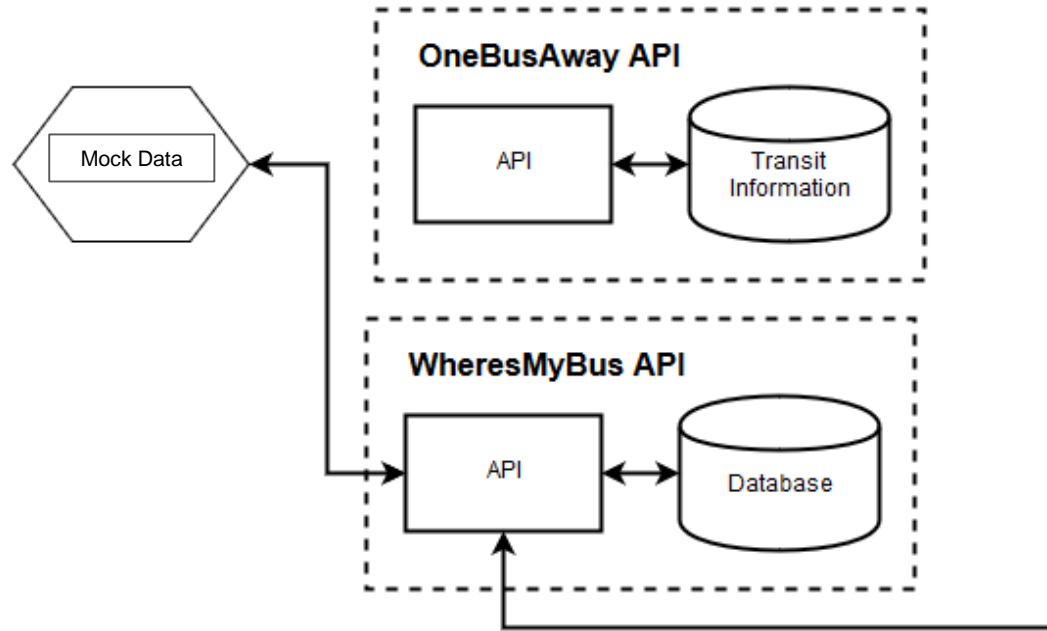 OneBusAway API
Mock Data
API
Transit
Information
WheresMyBus API
API
Database